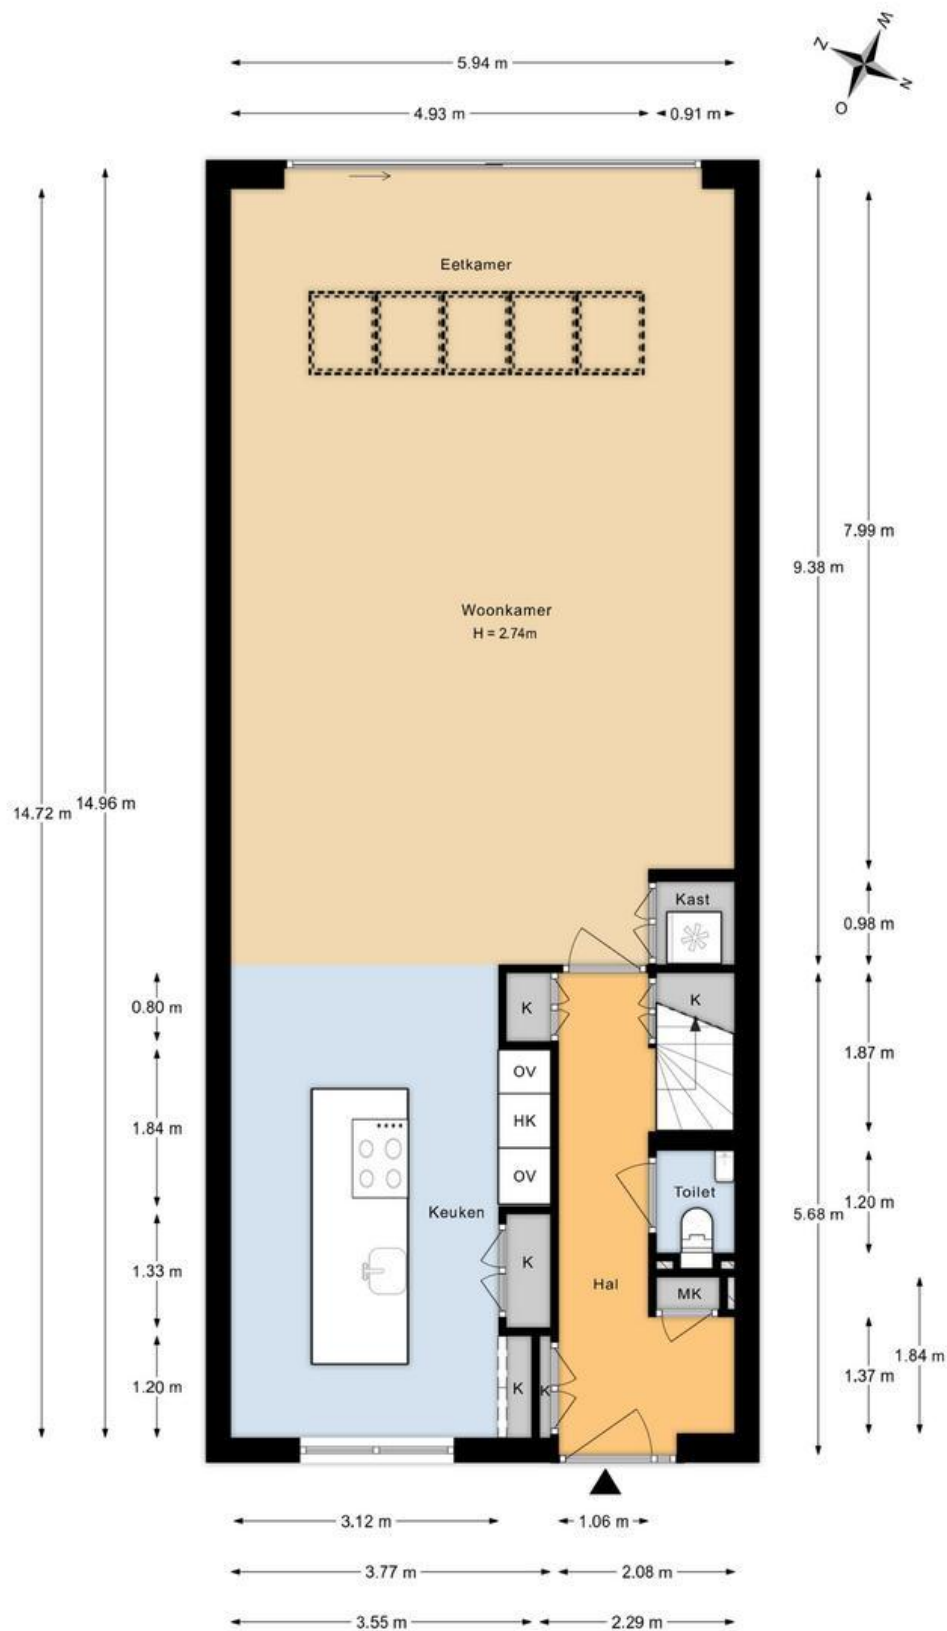 5.94 m
4.93 m
0.91 m
Z
W
N
O
Eetkamer
7.99 m
9.38 m
Woonkamer
H = 2.74m
14.72 m
14.96 m
Kast
0.98 m
0.80 m
K
K
1.87 m
OV
1.84 m
HK
OV
Toilet
1.20 m
Keuken
5.68 m
1.33 m
K
Hal
MK
1.84 m
1.37 m
1.20 m
K
K
3.12 m
1.06 m
3.77 m
2.08 m
3.55 m
2.29 m